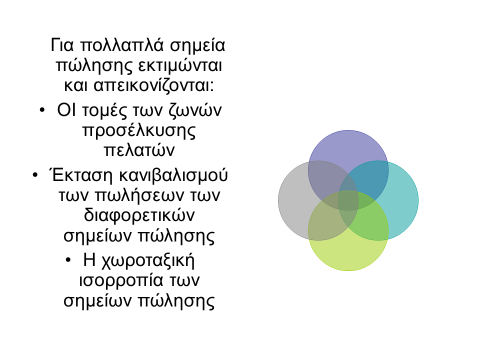 Για πολλαπλά σημεία
πώλησης εκτιμώνται
και απεικονίζονται:
• ΟΙ τομές των ζωνών
προσέλκυσης
πελατών
• Έκταση κανιβαλισμού
των πωλήσεων των
διαφορετικών
σημείων πώλησης
• Η χωροταξική
ισορροπία των
σημείων πώλησης